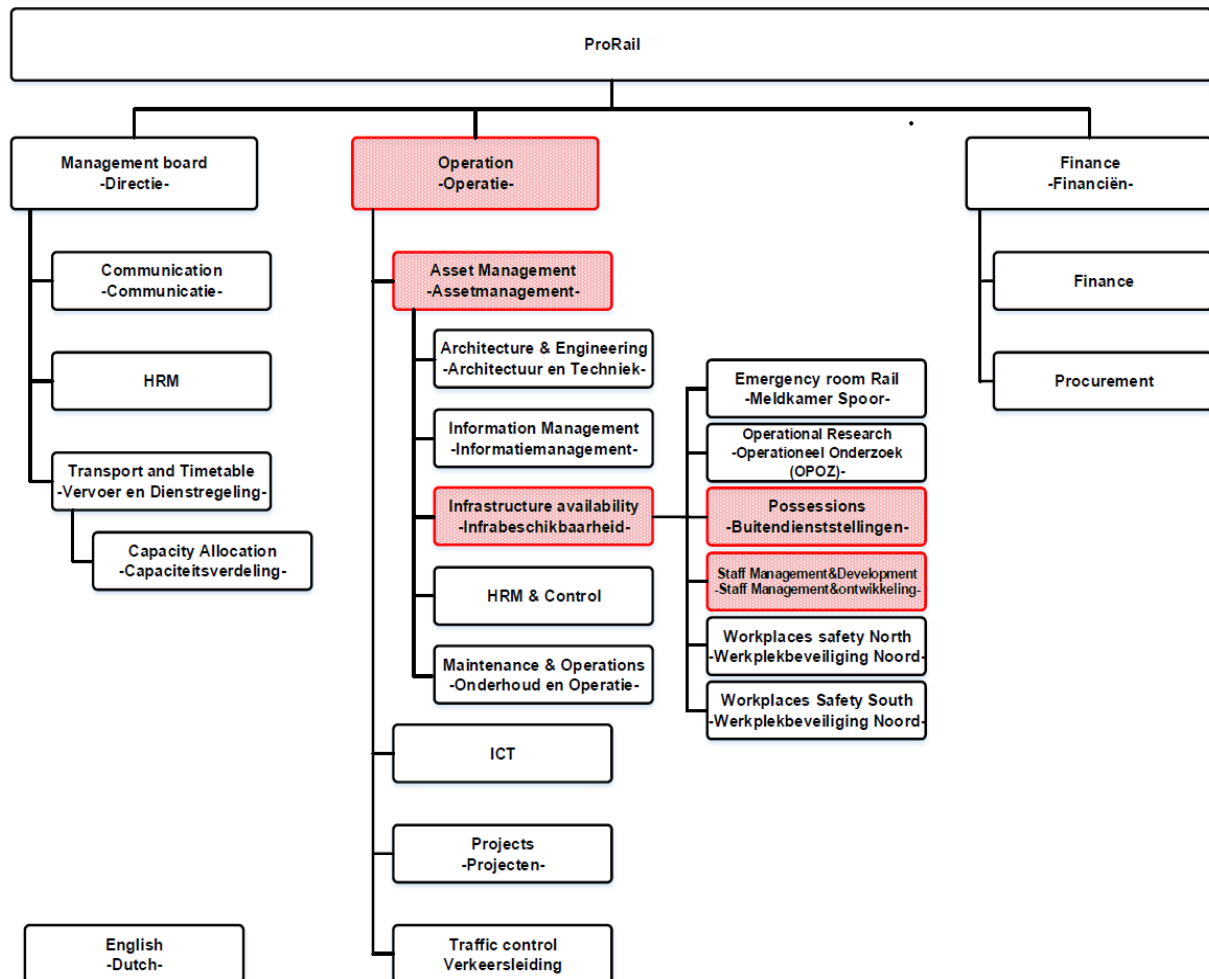 ProRail
Management board
-Directie-
Operation
-Operatie-
Finance
-Financiën-
Communication
-Communicatie-
HRM
Transport and Timetable
-Vervoer en Dienstregeling-
Capacity Allocation
-Capaciteitsverdeling-
Asset Management
-Assetmanagement-
Architecture & Engineering
-Architectuur en Techniek-
Information Management
-Informatiemanagement-
Infrastructure availability
-Infrabeschikbaarheid-
HRM & Control
Maintenance & Operations
-Onderhoud en Operatie-
Emergency room Rail
-Meldkamer Spoor-
Operational Research
-Operationeel Onderzoek
(OPOZ)-
Possessions
-Buitendienststellingen-
Staff Management&Development
-Staff Management&ontwikkeling-
Workplaces safety North
-Werkplekbeveiliging Noord-
Workplaces Safety South
-Werkplekbeveiliging Noord-
ICT
Projects
-Projecten-
Traffic control
Verkeersleiding
Finance
Procurement
English
-Dutch-